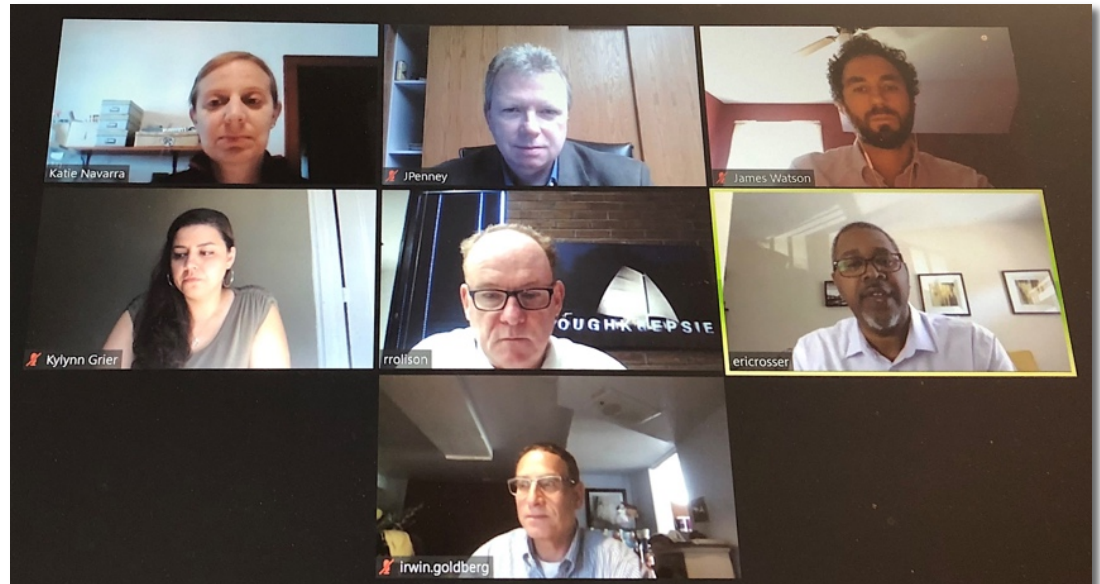 Katie Navarra
JPenney
James Watson
Kylynn Grier
rrolison
OUGHKEEPSIE
ericrosser
irwin.goldberg